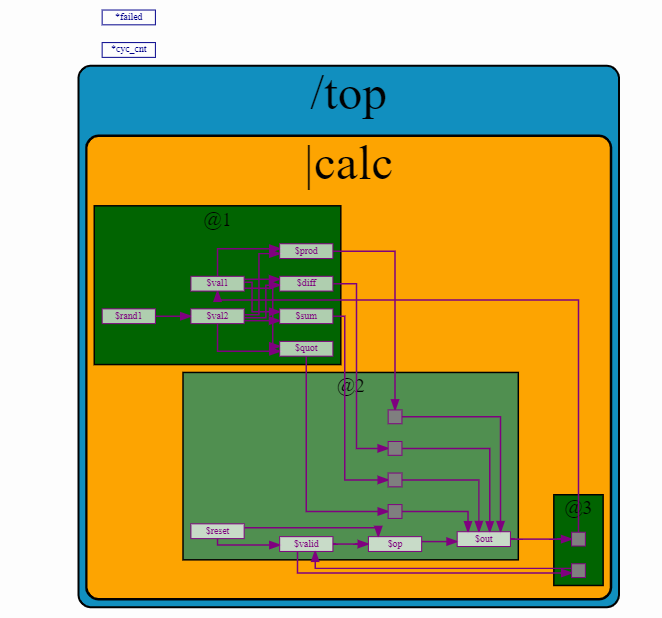 *failed
*cyc_cnt
/top
|calc
@1
$prod
$val1
$diff
$rand1
$val2
$sum
$quot
@2
@3
$reset
$valid
$op
$out